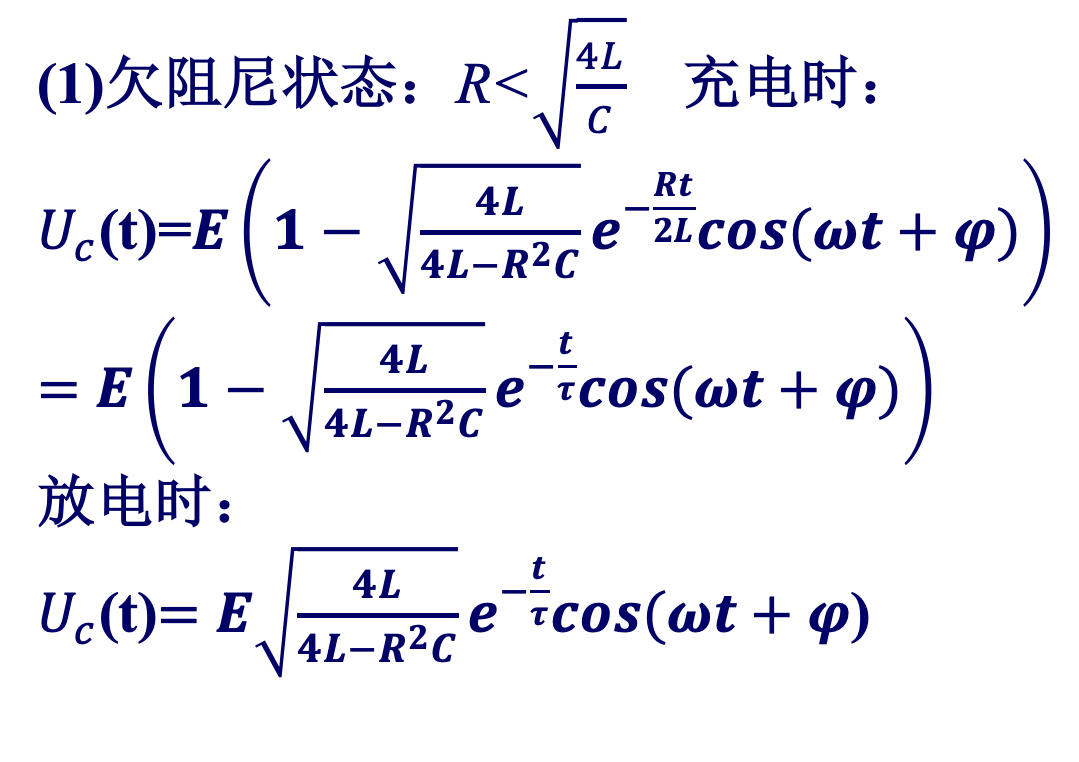 (1)欠阻尼状态：R<√(4L/C) 充电时：
U_c(t)=E(1−√(4L/(4L−R²C)) e^(−Rt/2L) cos(ωt+φ))
=E(1−√(4L/(4L−R²C)) e^(−t/τ) cos(ωt+φ))
放电时：
U_c(t)= E√(4L/(4L−R²C)) e^(−t/τ) cos(ωt+φ)